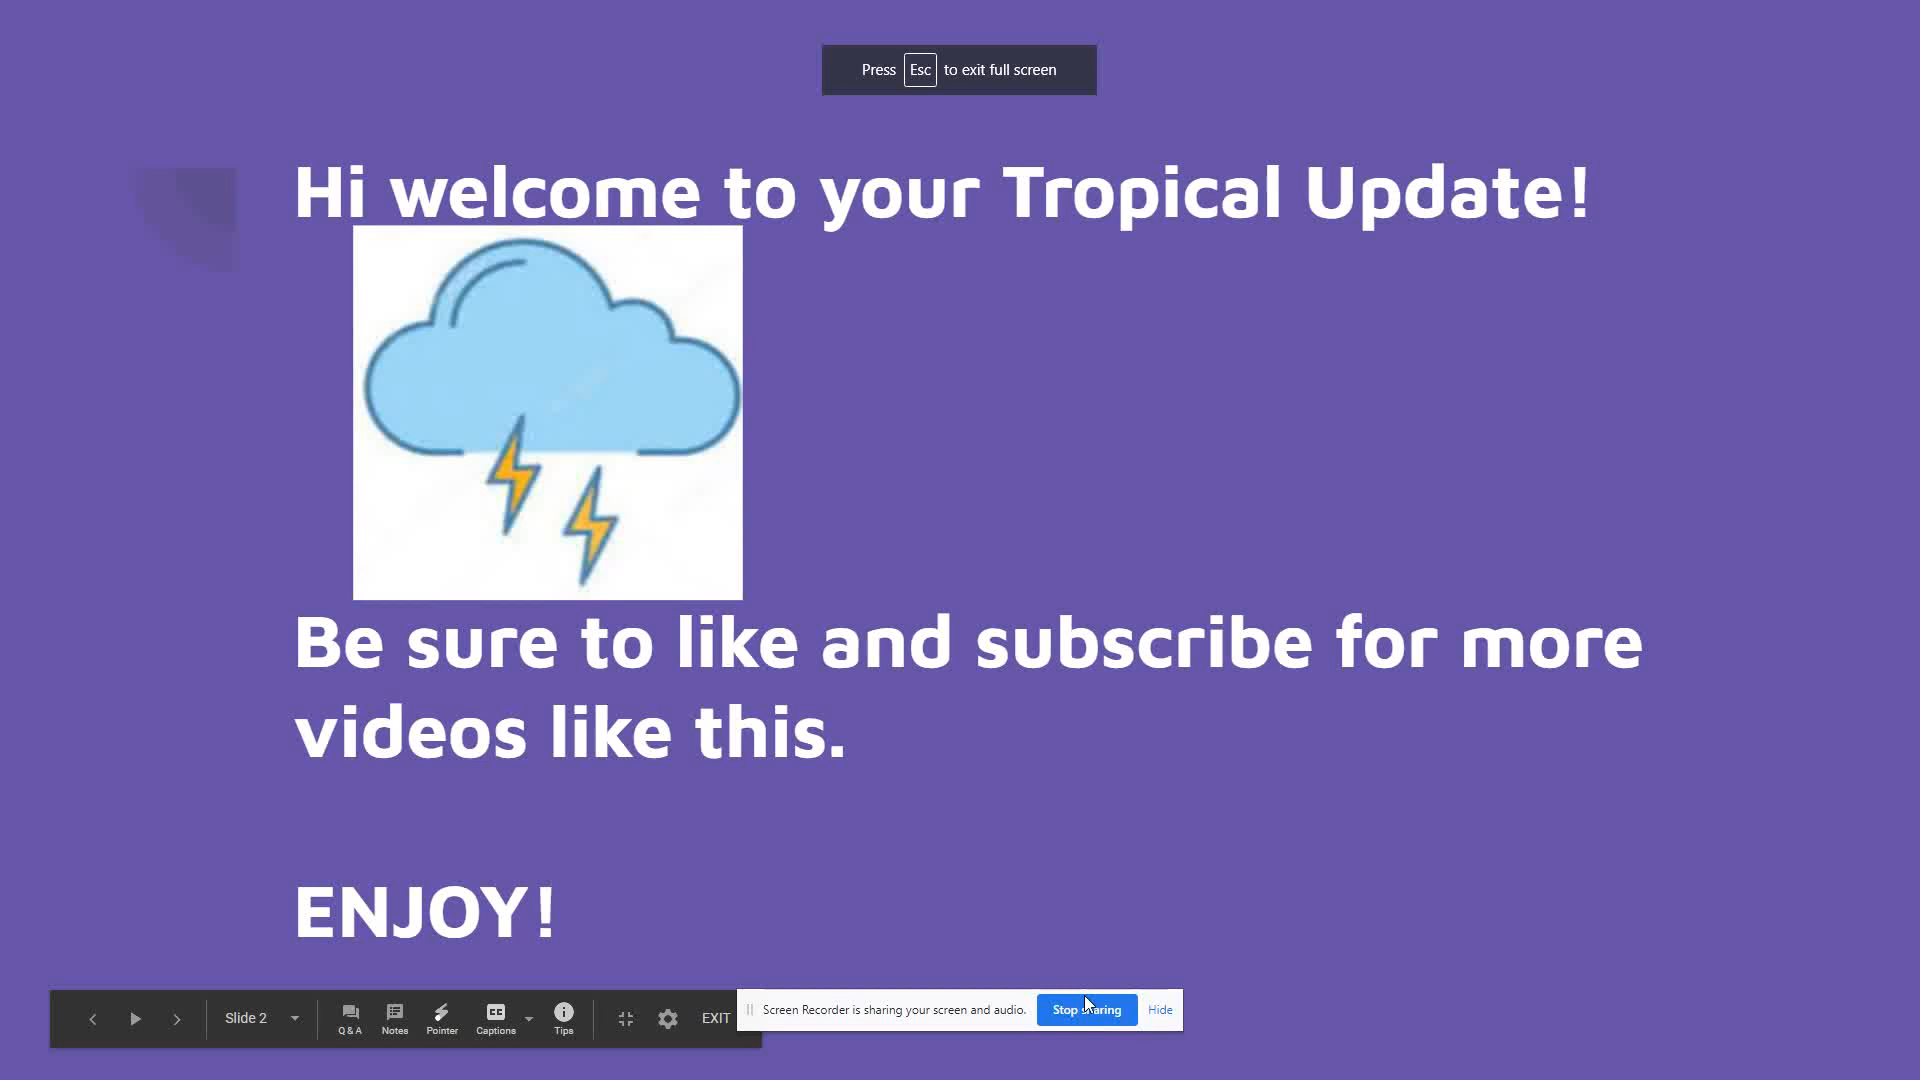 Press Esc to exit full screen
Hi welcome to your Tropical Update!
Be sure to like and subscribe for more
videos like this.
ENJOY!
Slide 2
Q & A
Notes
Pointer
Captions
Tips
EXIT
Screen Recorder is sharing your screen and audio.
Stop sharing
Hide